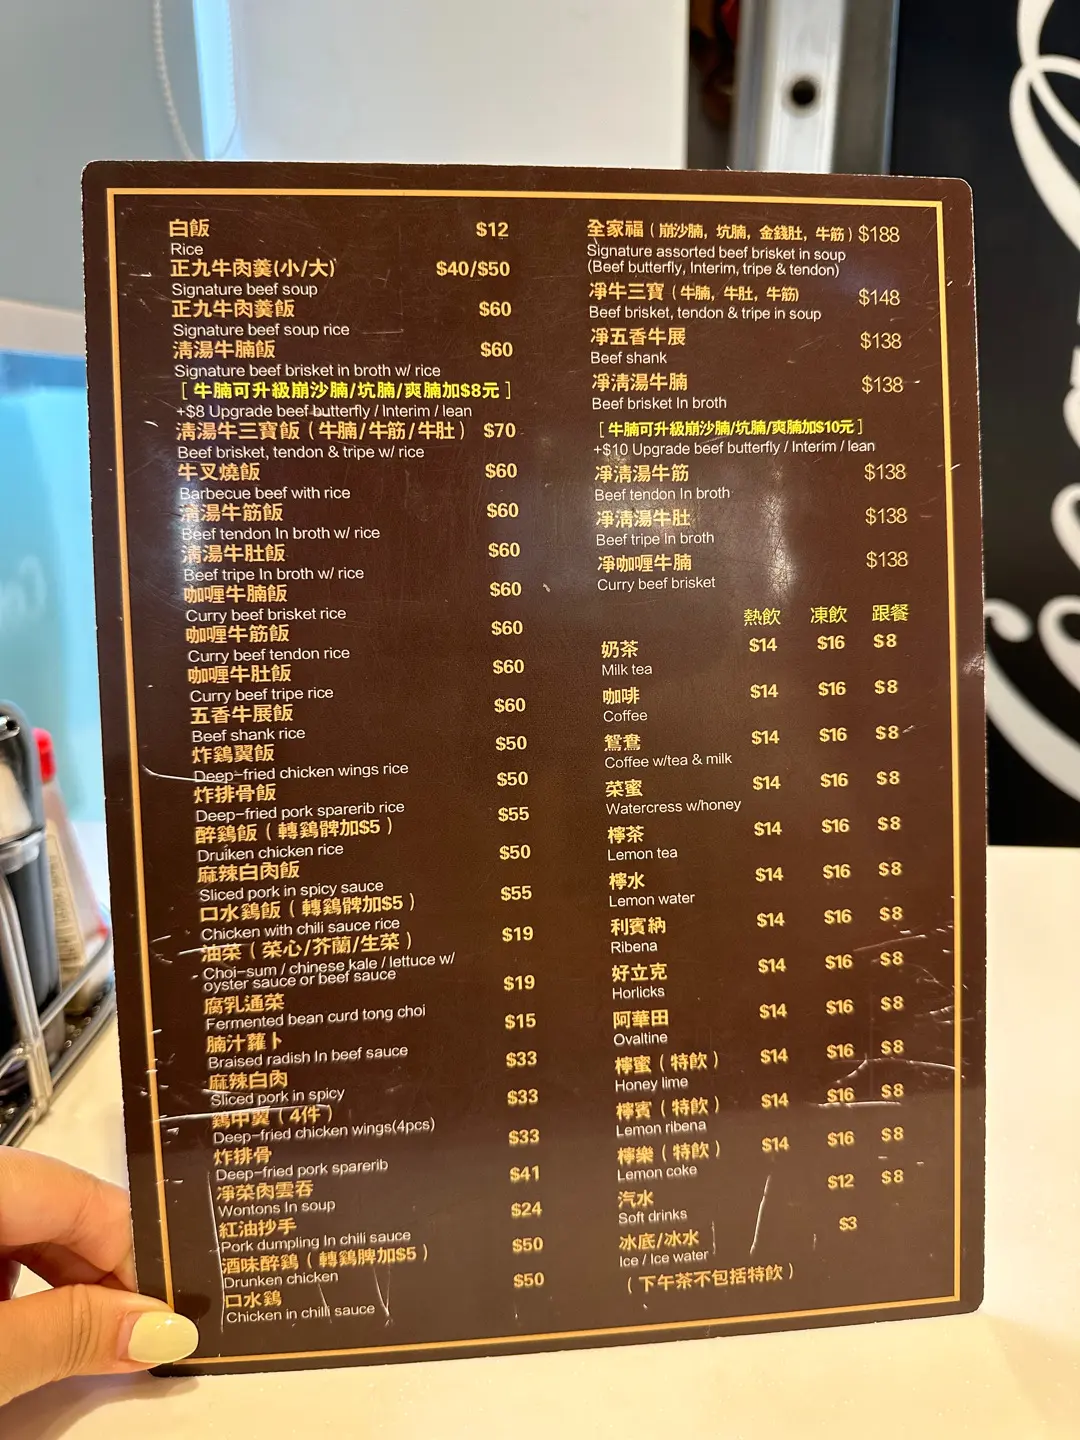 白飯 $12
Rice
正九牛肉羹(小/大) $40/$50
Signature beef soup
正九牛肉羹飯 $60
Signature beef soup rice
清湯牛腩飯 $60
Signature beef brisket in broth w/ rice
[ 牛腩可升級崩沙腩/坑腩/爽腩加$8元 ]
+$8 Upgrade beef butterfly / Interim / lean
清湯牛三寶飯 ( 牛腩/牛筋/牛肚 ) $70
Beef brisket, tendon & tripe w/ rice
牛叉燒飯 $60
Barbecue beef with rice
清湯牛筋飯 $60
Beef tendon In broth w/ rice
清湯牛肚飯 $60
Beef tripe In broth w/ rice
咖喱牛腩飯 $60
Curry beef brisket rice
咖喱牛筋飯 $60
Curry beef tendon rice
咖喱牛肚飯 $60
Curry beef tripe rice
五香牛展飯 $60
Beef shank rice
炸鷄翼飯 $50
Deep-fried chicken wings rice
炸排骨飯 $50
Deep-fried pork sparerib rice
醉鷄飯 ( 轉鷄髀加$5 ) $55
Druiken chicken rice
麻辣白肉飯 $50
Sliced pork in spicy sauce
口水鷄飯 ( 轉鷄髀加$5 ) $55
Chicken with chili sauce rice
油菜 ( 菜心/芥蘭/生菜 ) $19
Choi-sum / chinese kale / lettuce w/
oyster sauce or beef sauce
腐乳通菜 $19
Fermented bean curd tong choi
腩汁蘿卜 $15
Braised radish In beef sauce
麻辣白肉 $33
Sliced pork in spicy
鷄中翼 ( 4件 ) $33
Deep-fried chicken wings(4pcs)
炸排骨 $33
Deep-fried pork sparerib
凈菜肉雲吞 $41
Wontons In soup
紅油抄手 $24
Pork dumpling In chili sauce
酒味醉鷄 ( 轉鷄脾加$5 ) $50
Drunken chicken
口水鷄 $50
Chicken in chilli sauce
全家福 ( 崩沙腩, 坑腩, 金錢肚, 牛筋 ) $188
Signature assorted beef brisket in soup
(Beef butterfly, Interim, tripe & tendon)
凈牛三寶 ( 牛腩, 牛肚, 牛筋) $148
Beef brisket, tendon & tripe in soup
凈五香牛展 $138
Beef shank
凈清湯牛腩 $138
Beef brisket In broth
[ 牛腩可升級崩沙腩/坑腩/爽腩加$10元 ]
+$10 Upgrade beef butterfly / Interim / lean
凈清湯牛筋 $138
Beef tendon In broth
凈清湯牛肚 $138
Beef tripe In broth
凈咖喱牛腩 $138
Curry beef brisket
熱飲 凍飲 跟餐
奶茶 $14 $16 $8
Milk tea
咖啡 $14 $16 $8
Coffee
鴛鴦 $14 $16 $8
Coffee w/tea & milk
菜蜜 $14 $16 $8
Watercress w/honey
檸茶 $14 $16 $8
Lemon tea
檸水 $14 $16 $8
Lemon water
利賓納 $14 $16 $8
Ribena
好立克 $14 $16 $8
Horlicks
阿華田 $14 $16 $8
Ovaltine
檸蜜 ( 特飲 ) $14 $16 $8
Honey lime
檸賓 ( 特飲 ) $14 $16 $8
Lemon ribena
檸樂 ( 特飲 ) $14 $16 $8
Lemon coke
汽水 $12 $8
Soft drinks
冰底/冰水 $3
Ice / Ice water
( 下午茶不包括特飲 )